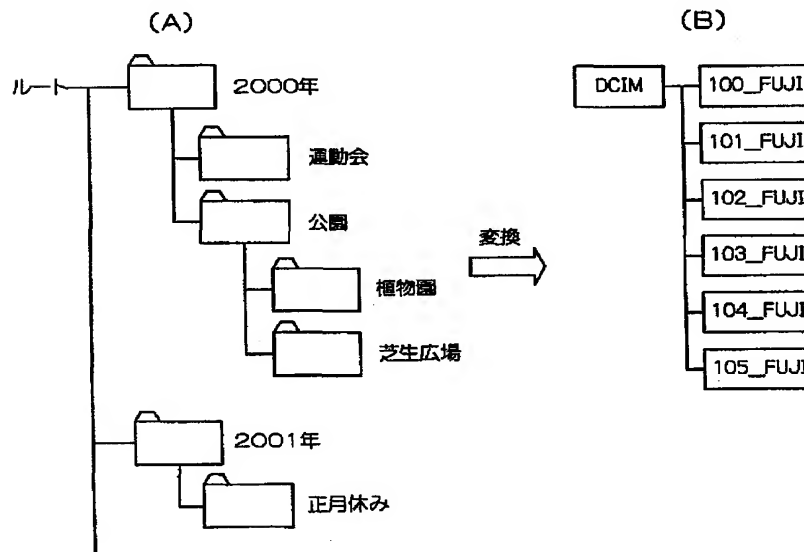 (A)
(B)
ルート
2000年
運動会
公園
植物園
芝生広場
2001年
正月休み
変換
DCIM
100_FUJI
101_FUJI
102_FUJI
103_FUJI
104_FUJI
105_FUJI